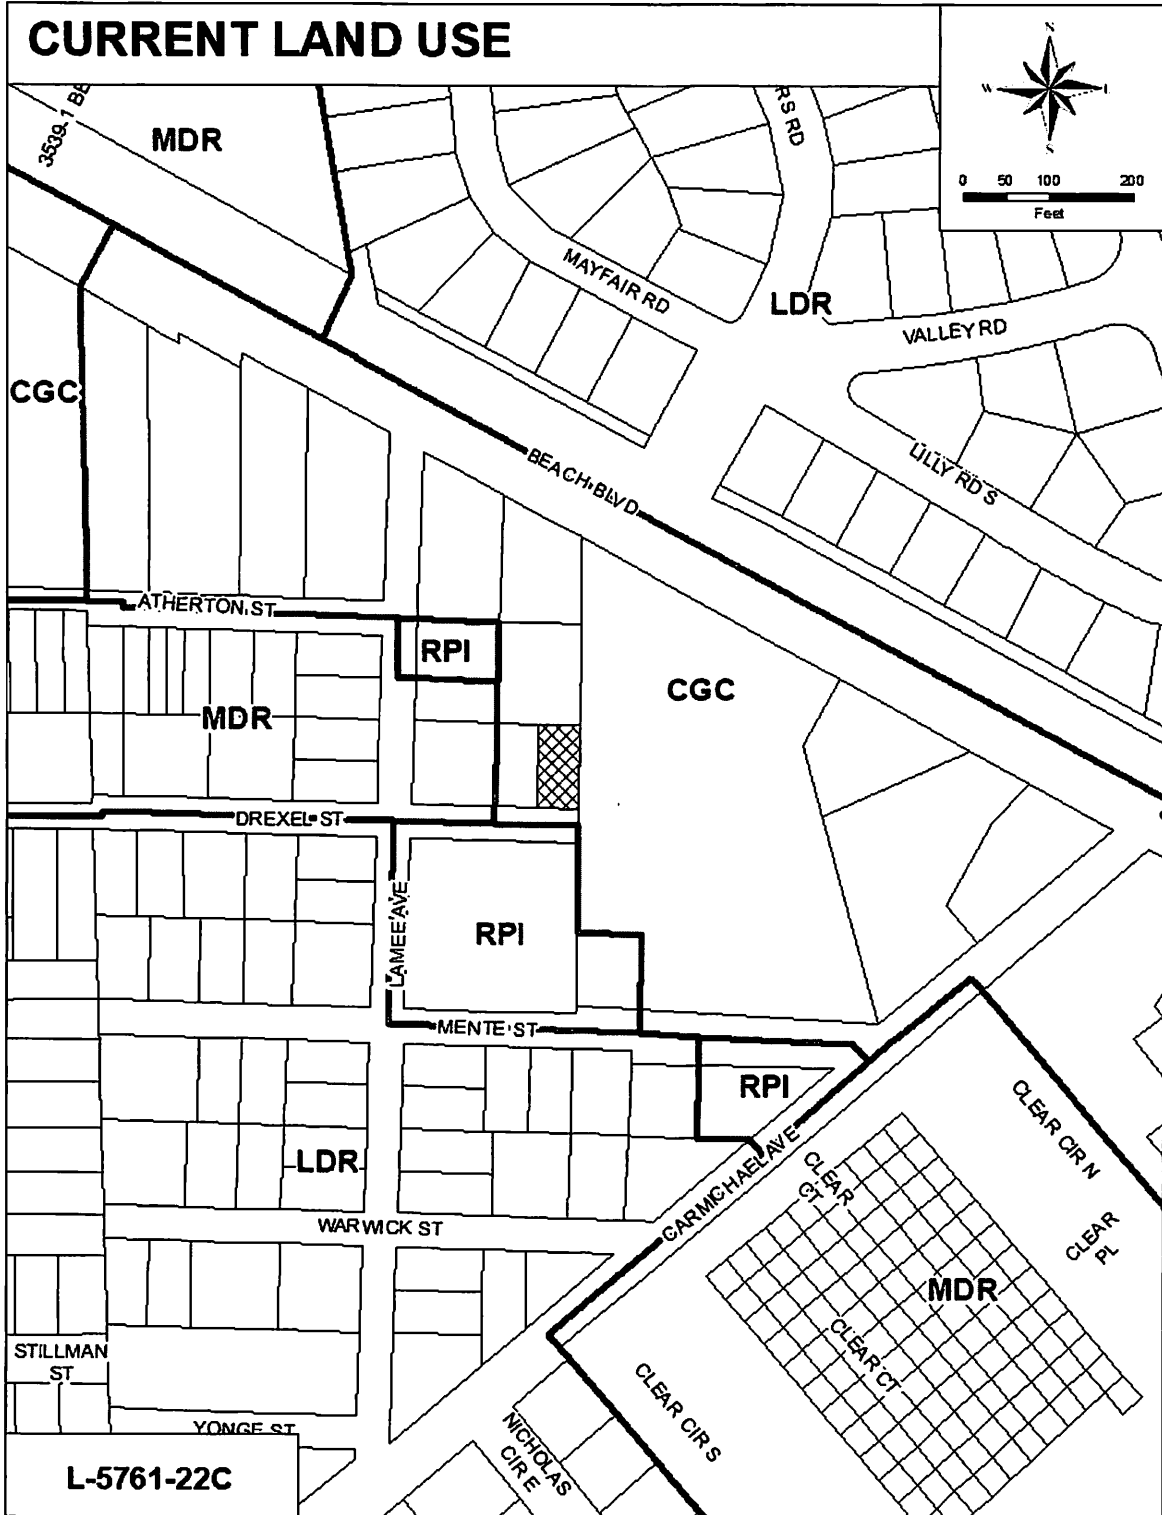 CURRENT LAND USE
N
W
S
0 50 100 200
Feet
3539-1 BE
MDR
RS RD
MAYFAIR RD
LDR
VALLEY RD
CGC
BEACH BLVD
LILLY RD S
ATHERTON ST
RPI
CGC
MDR
DREXEL ST
LAMEE AVE
RPI
MENTE ST
RPI
CLEAR CIR N
LDR
CARMICHAEL AVE
CLEAR
CT
WARWICK ST
CLEAR
PL
MDR
STILLMAN
ST
CLEAR CT
CLEAR CIR S
YONGE ST
NICHOLAS
CIR E
L-5761-22C